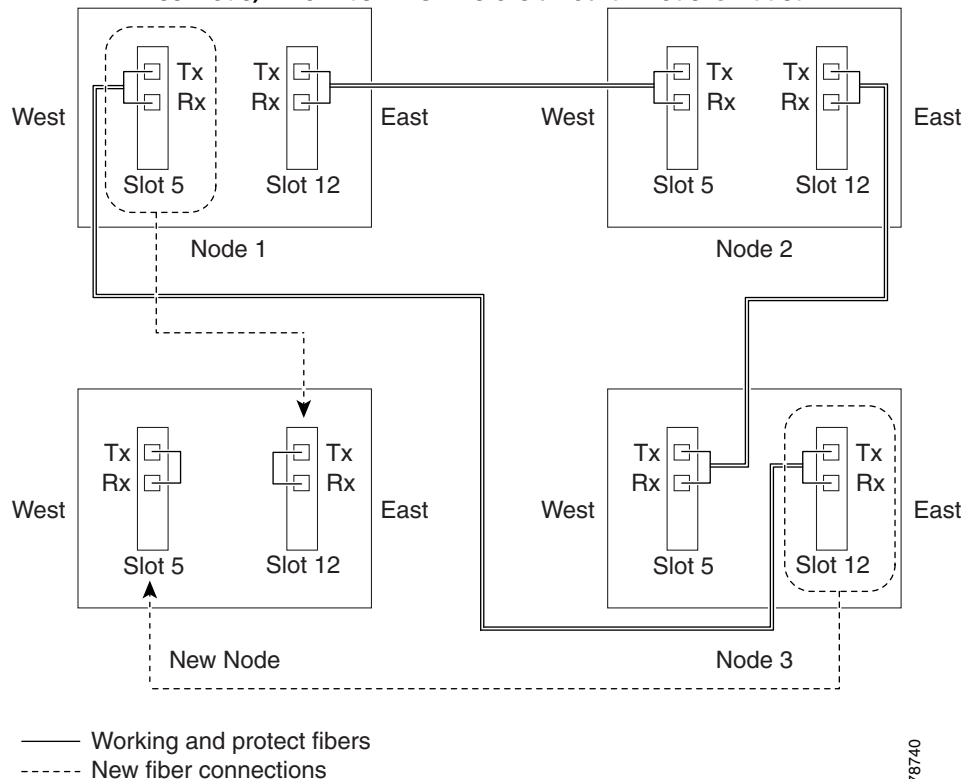 Tx Tx Tx Tx
Rx Rx Rx Rx
West East West East
Slot 5 Slot 12 Slot 5 Slot 12
Node 1 Node 2
Tx Tx Tx Tx
Rx Rx Rx Rx
West East West East
Slot 5 Slot 12 Slot 5 Slot 12
New Node Node 3
Working and protect fibers
New fiber connections
78740